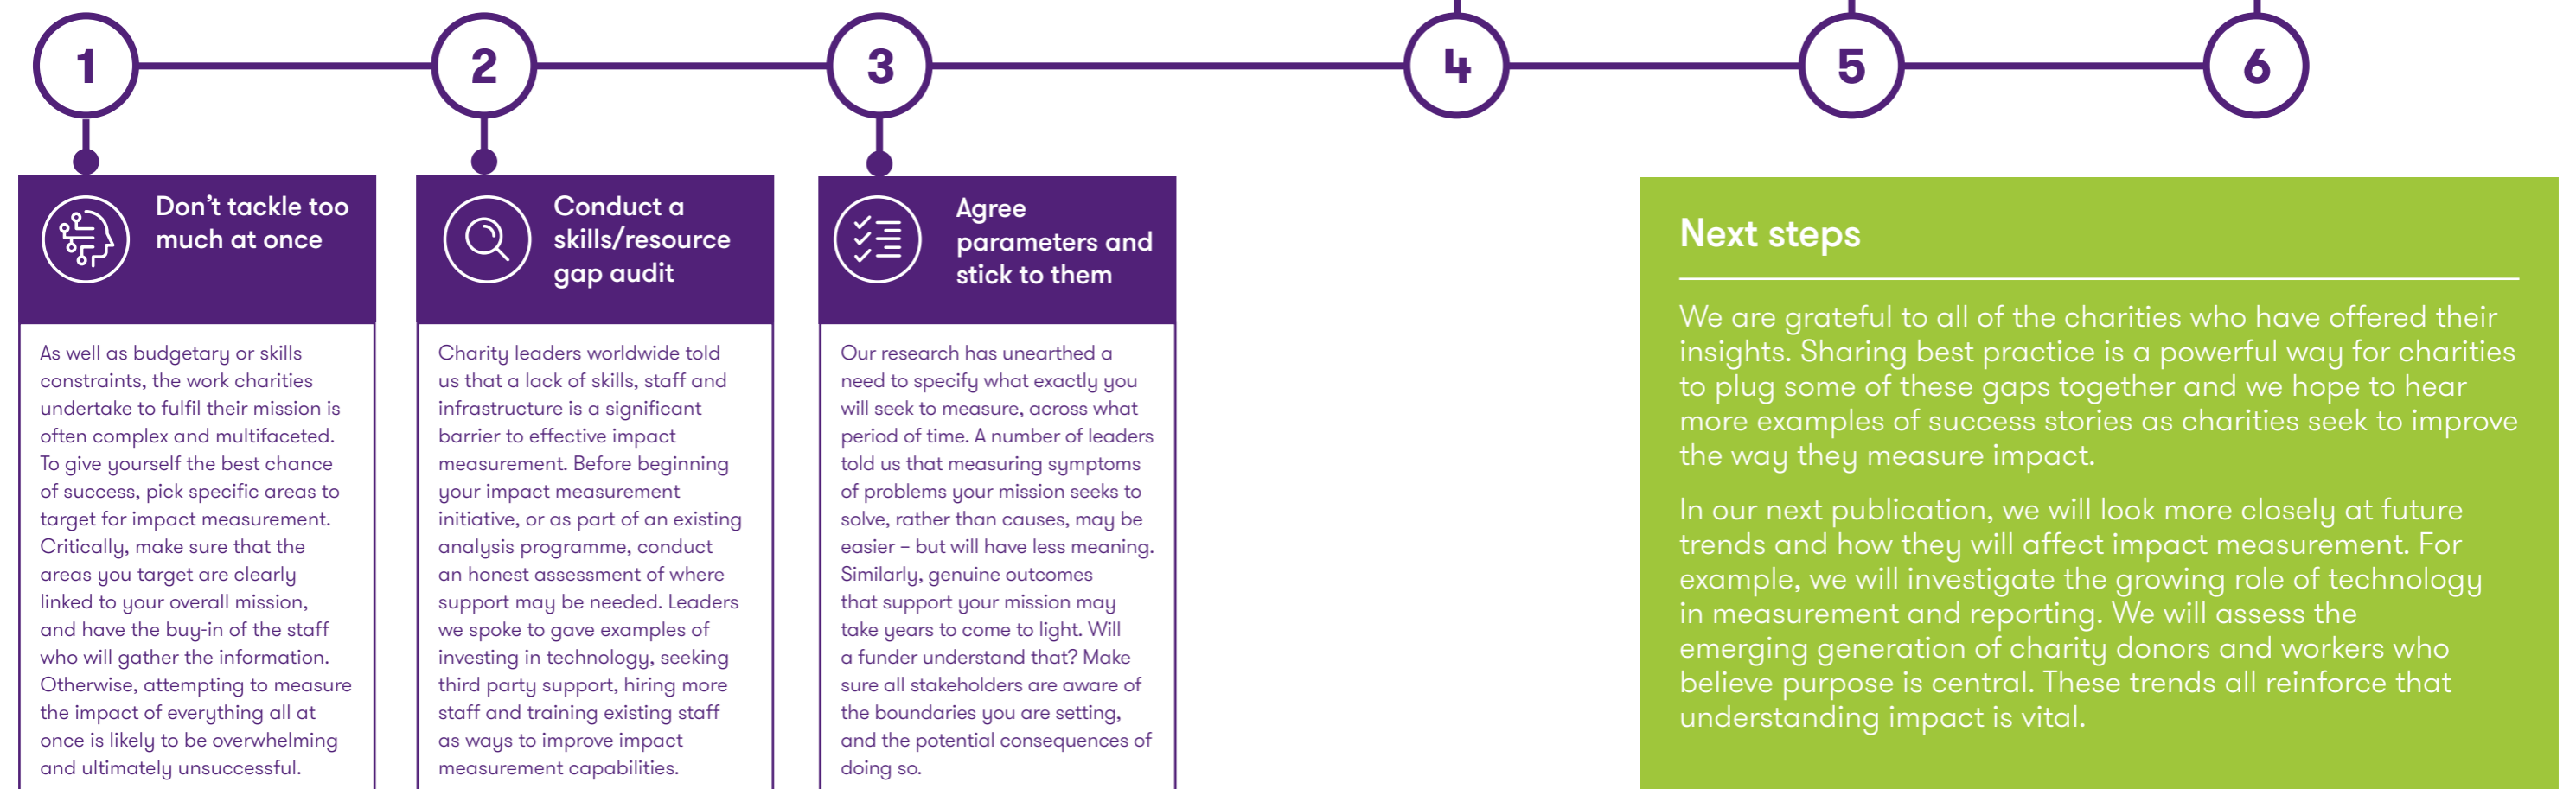 1
2
3
4
5
6
Don't tackle too
much at once
As well as budgetary or skills
constraints, the work charities
undertake to fulfil their mission is
often complex and multifaceted.
To give yourself the best chance
of success, pick specific areas to
target for impact measurement.
Critically, make sure that the
areas you target are clearly
linked to your overall mission,
and have the buy-in of the staff
who will gather the information.
Otherwise, attempting to measure
the impact of everything all at
once is likely to be overwhelming
and ultimately unsuccessful.
Conduct a
skills/resource
gap audit
Charity leaders worldwide told
us that a lack of skills, staff and
infrastructure is a significant
barrier to effective impact
measurement. Before beginning
your impact measurement
initiative, or as part of an existing
analysis programme, conduct
an honest assessment of where
support may be needed. Leaders
we spoke to gave examples of
investing in technology, seeking
third party support, hiring more
staff and training existing staff
as ways to improve impact
measurement capabilities.
Agree
parameters and
stick to them
Our research has unearthed a
need to specify what exactly you
will seek to measure, across what
period of time. A number of leaders
told us that measuring symptoms
of problems your mission seeks to
solve, rather than causes, may be
easier – but will have less meaning.
Similarly, genuine outcomes
that support your mission may
take years to come to light. Will
a funder understand that? Make
sure all stakeholders are aware of
the boundaries you are setting,
and the potential consequences of
doing so.
Next steps
We are grateful to all of the charities who have offered their
insights. Sharing best practice is a powerful way for charities
to plug some of these gaps together and we hope to hear
more examples of success stories as charities seek to improve
the way they measure impact.
In our next publication, we will look more closely at future
trends and how they will affect impact measurement. For
example, we will investigate the growing role of technology
in measurement and reporting. We will assess the
emerging generation of charity donors and workers who
believe purpose is central. These trends all reinforce that
understanding impact is vital.